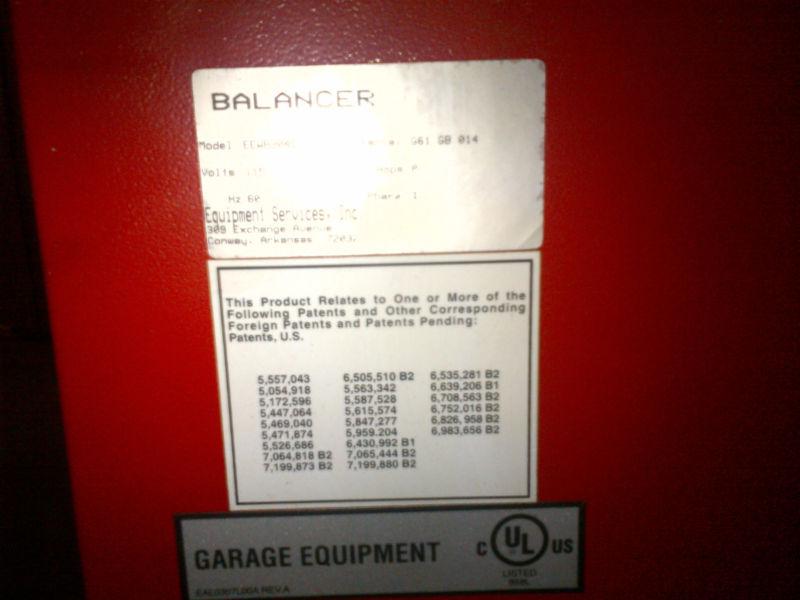 BALANCER
Model 961 GB 014
Volts
Hz 60 1
Equipment Services, Inc
309 Exchange Avenue
Conway, Arkansas 72032
This Product Relates to One or More of the
Following Patents and Other Corresponding
Foreign Patents and Patents Pending:
Patents, U.S.
5,557,043 6,505,510 B2 6,535,281 B2
5,054,918 5,563,342 6,639,206 B1
5,172,596 5,587,528 6,708,563 B2
5,447,064 5,615,574 6,752,016 B2
5,469,040 5,847,277 6,826,958 B2
5,471,874 5,959.204 6,983,656 B2
5,526,686 6,430,992 B1
7,064,818 B2 7,065,444 B2
7,199,873 B2 7,199,880 B2
GARAGE EQUIPMENT C UL US
LISTED
EAL0307L00A REV.A